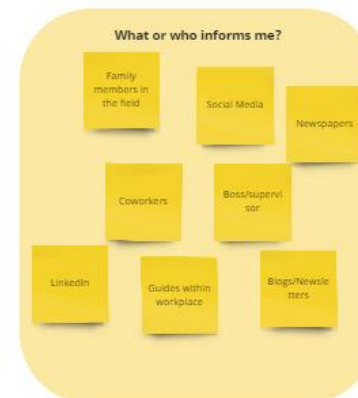 What or who informs me?
Family
members in
the field
Social Media
Newspapers
Coworkers
Boss/supervi
sor
LinkedIn
Guides within
workplace
Blogs/Newsle
tters